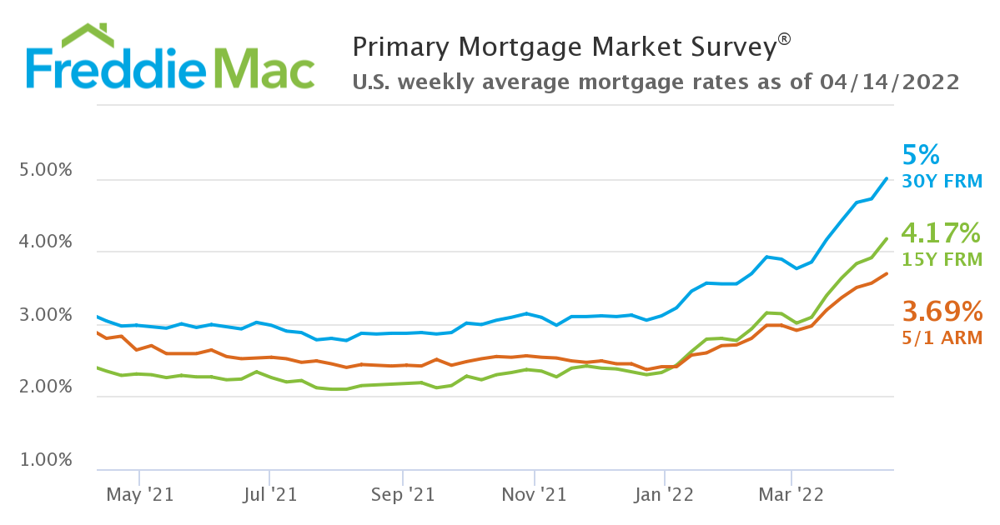 FreddieMac
Primary Mortgage Market Survey®
U.S. weekly average mortgage rates as of 04/14/2022
5.00%
4.00%
3.00%
2.00%
1.00%
5%
30Y FRM
4.17%
15Y FRM
3.69%
5/1 ARM
May '21
Jul '21
Sep '21
Nov '21
Jan '22
Mar '22